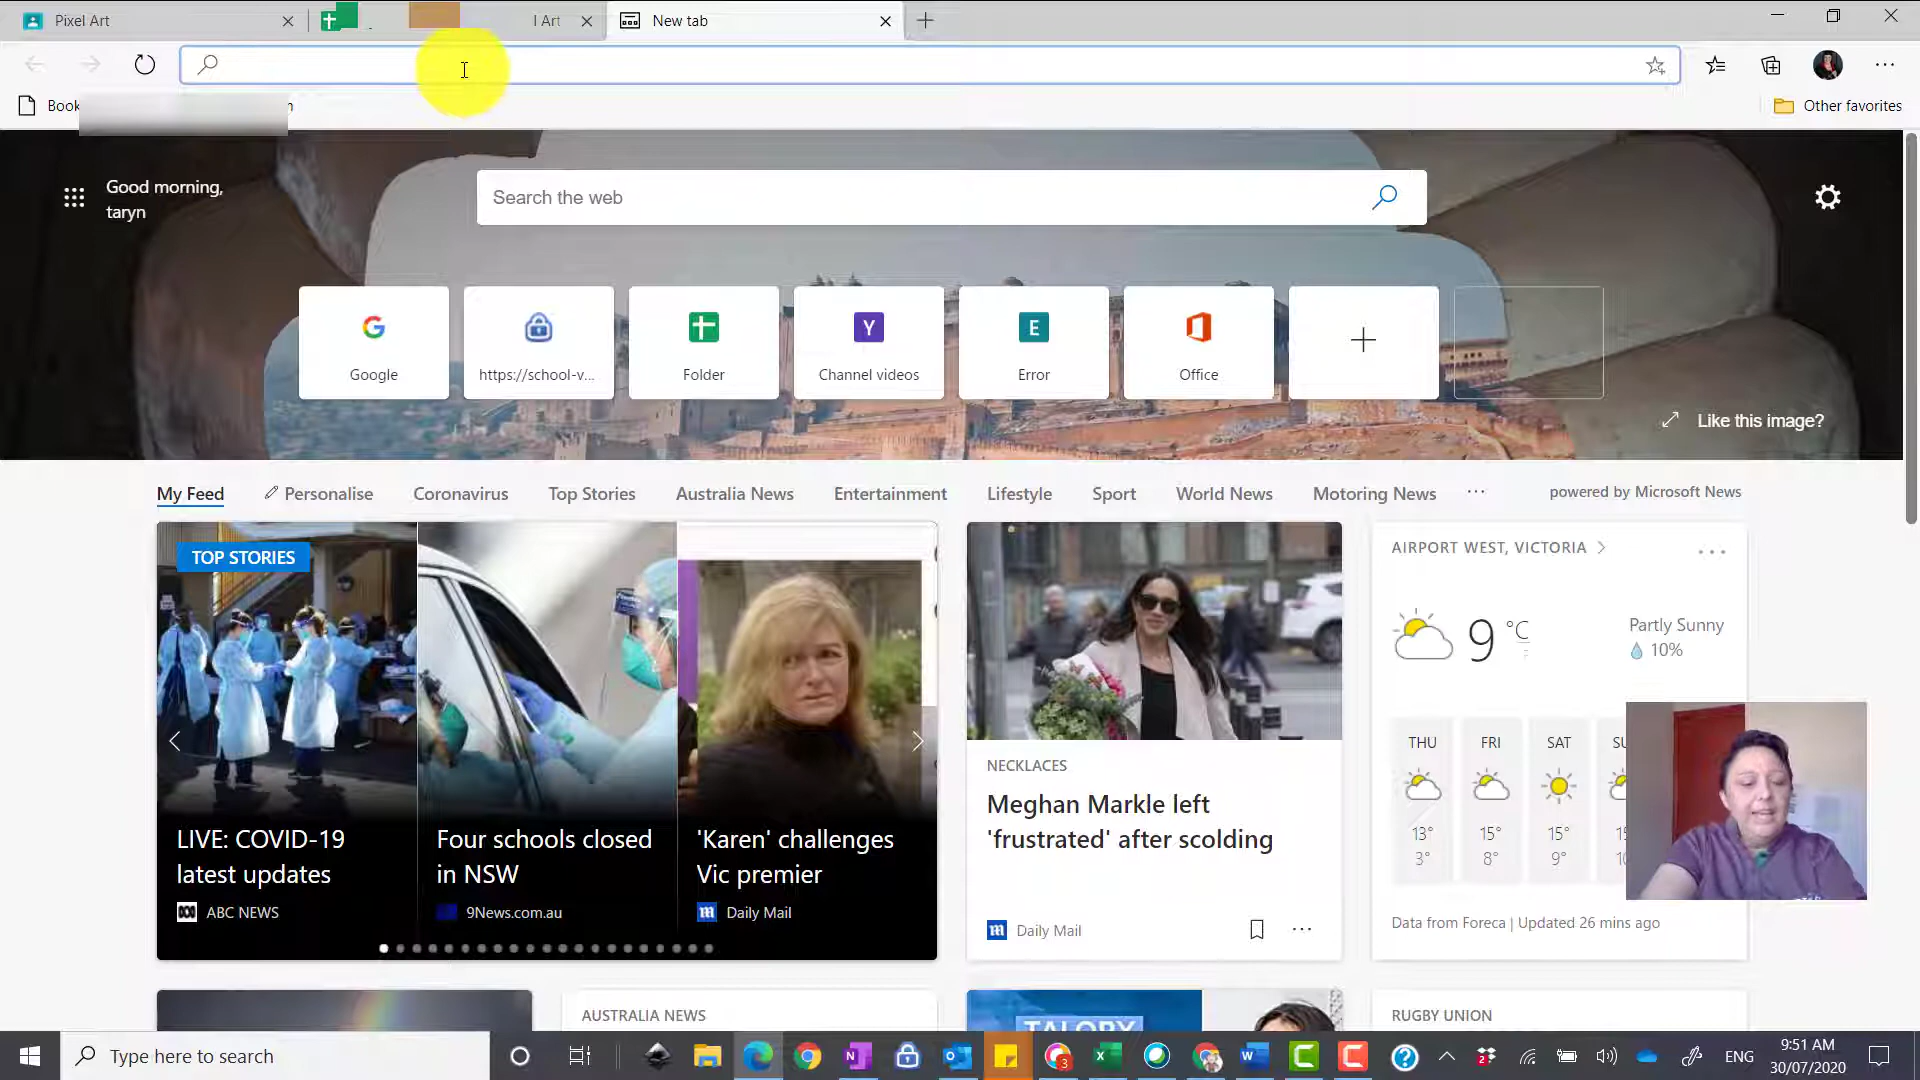 Pixel Art
l Art
New tab
Book
n
Other favorites
Good morning,
taryn
Search the web
Google
https://school-v...
Folder
Y
Channel videos
E
Error
Office
Like this image?
My Feed
Personalise
Coronavirus
Top Stories
Australia News
Entertainment
Lifestyle
Sport
World News
Motoring News
powered by Microsoft News
TOP STORIES
LIVE: COVID-19
latest updates
ABC NEWS
Four schools closed
in NSW
9News.com.au
'Karen' challenges
Vic premier
Daily Mail
NECKLACES
Meghan Markle left
'frustrated' after scolding
Daily Mail
AIRPORT WEST, VICTORIA
9 °C
Partly Sunny
10%
THU FRI SAT SU
13° 15° 15° 15
3° 8° 9°
Data from Foreca | Updated 26 mins ago
AUSTRALIA NEWS
RUGBY UNION
Type here to search
ENG
9:51 AM
30/07/2020